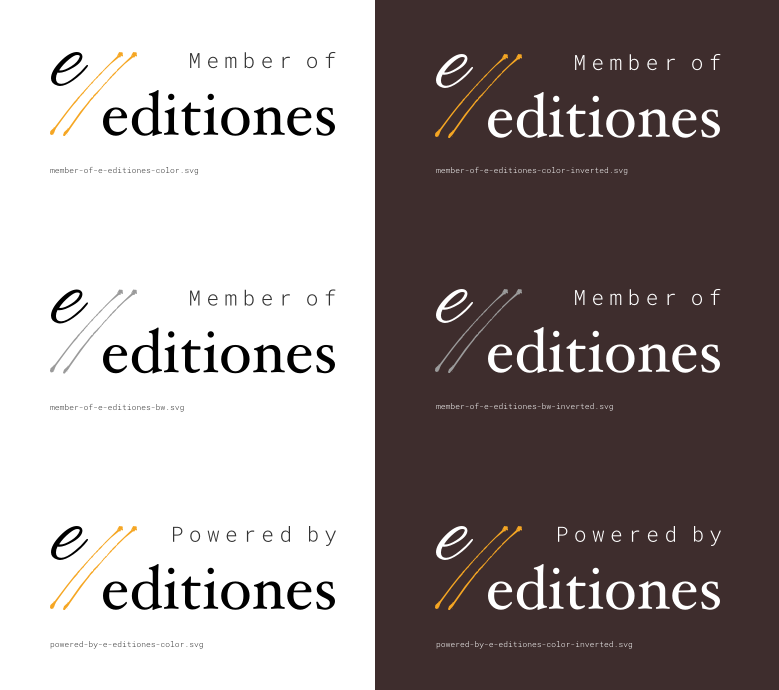 e
Member of
editiones
member-of-e-editiones-color.svg
e
Member of
editiones
member-of-e-editiones-color-inverted.svg
e
Member of
editiones
member-of-e-editiones-bw.svg
e
Member of
editiones
member-of-e-editiones-bw-inverted.svg
e
Powered by
editiones
powered-by-e-editiones-color.svg
e
Powered by
editiones
powered-by-e-editiones-color-inverted.svg